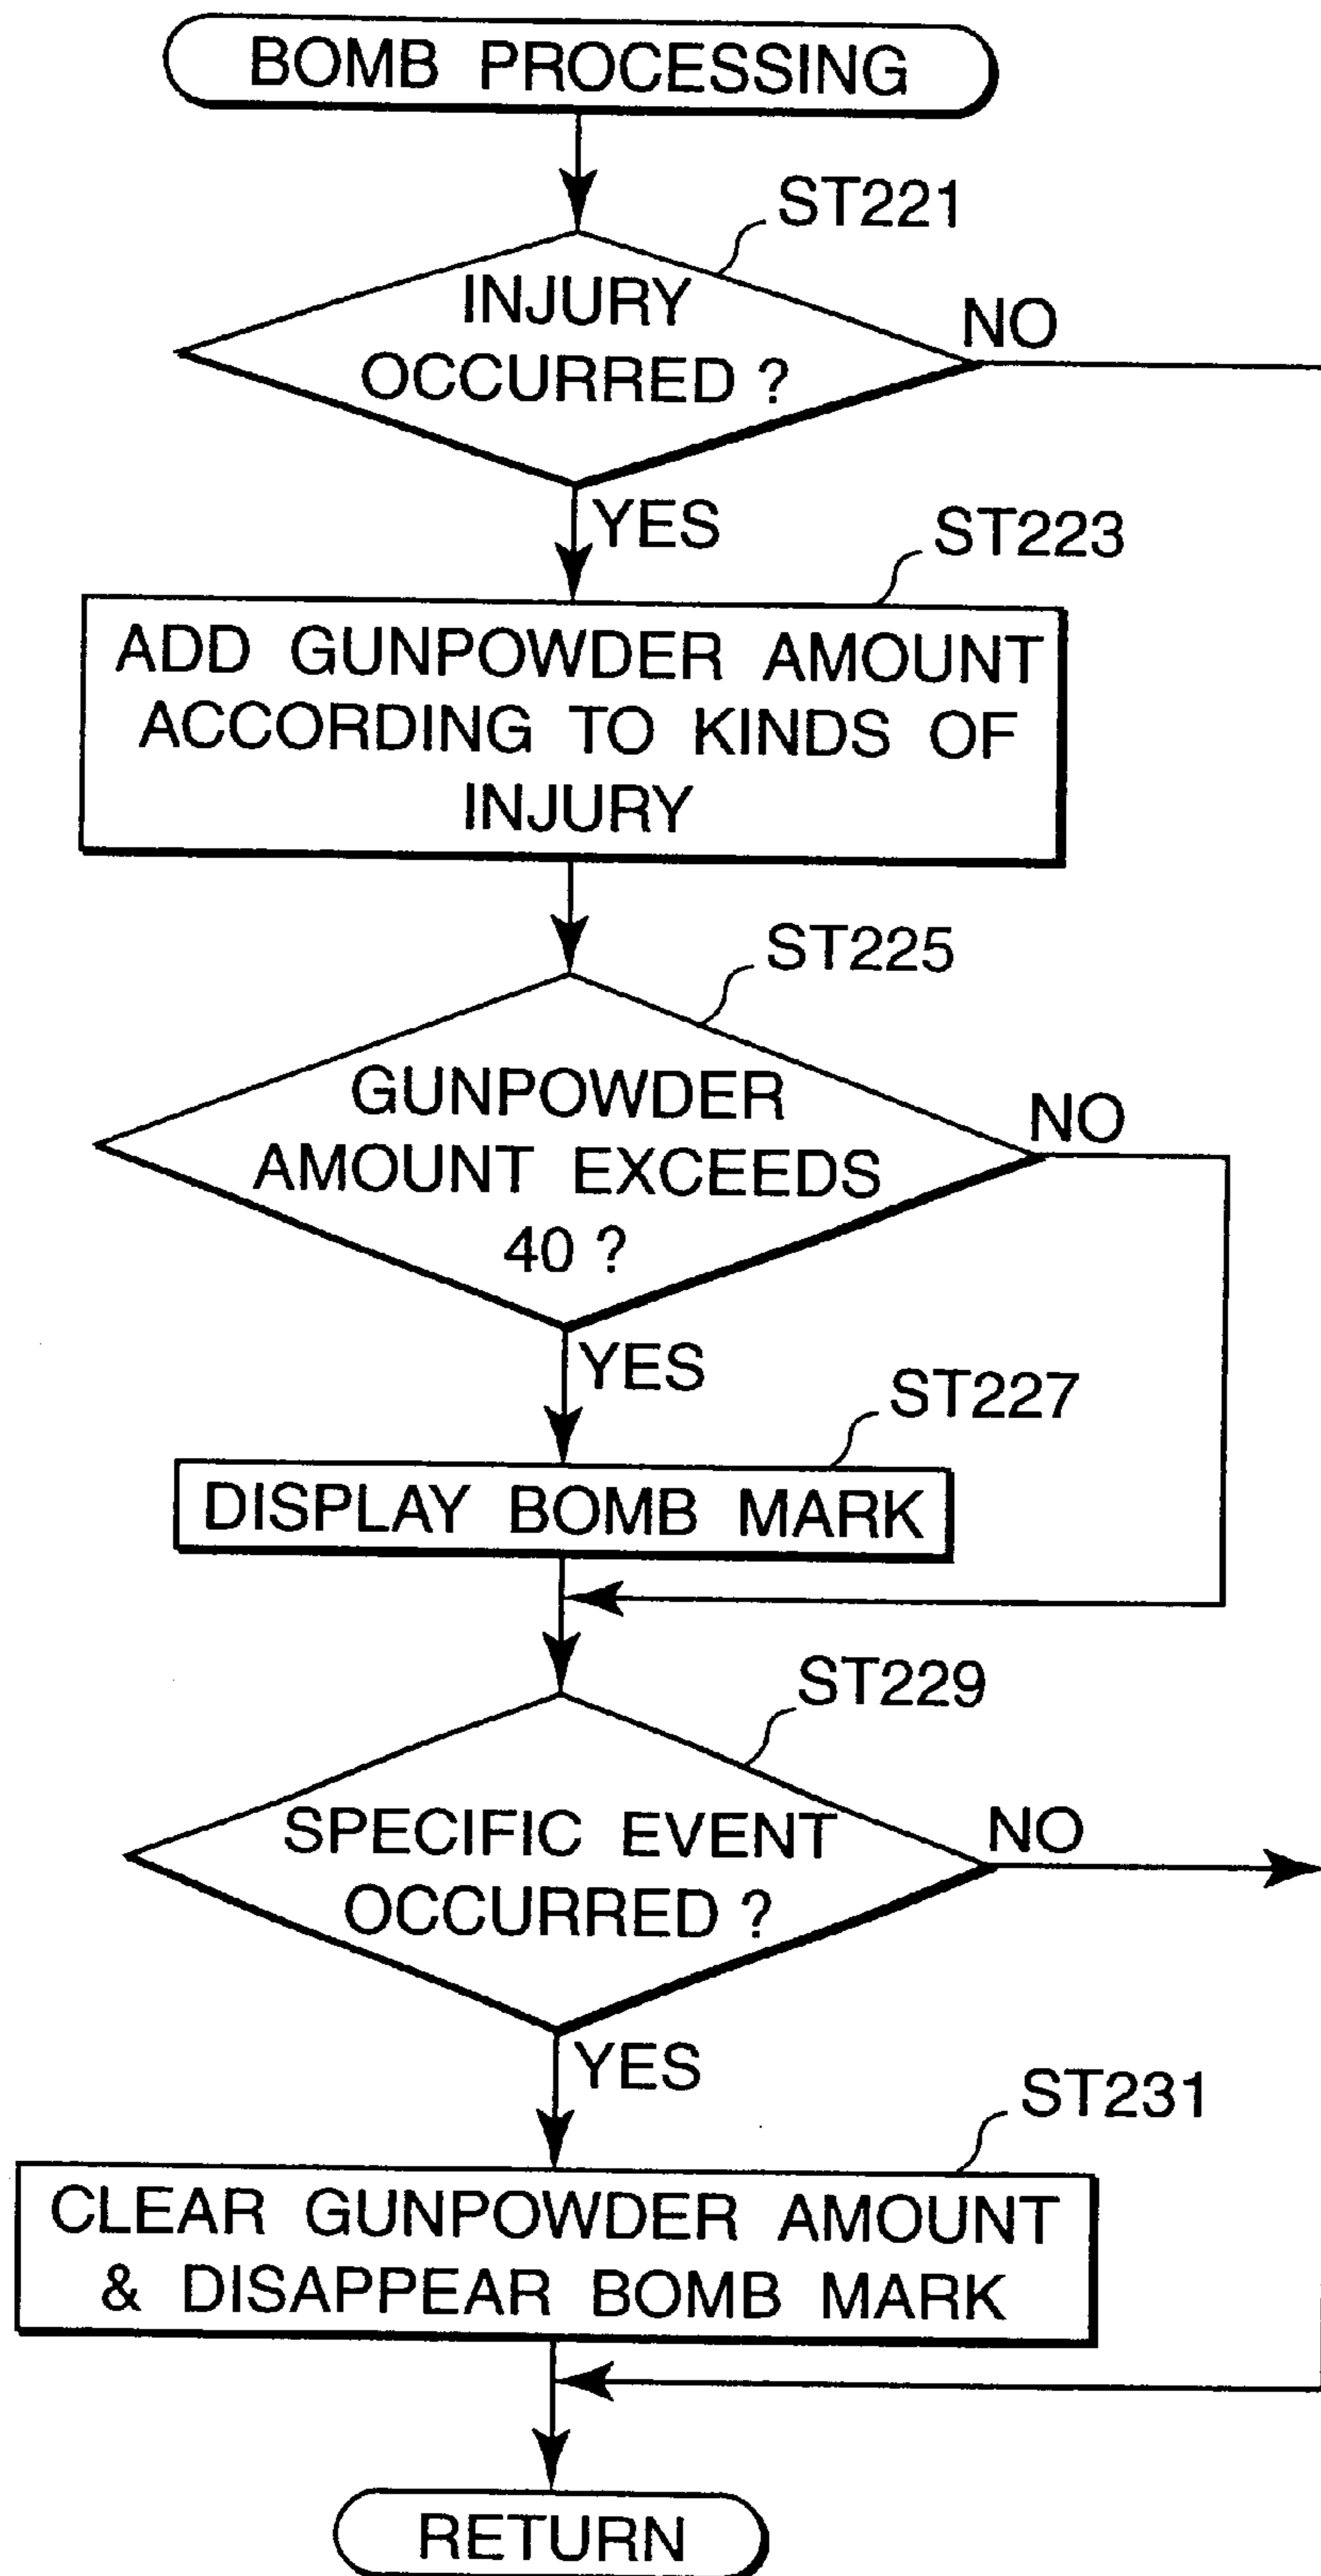 BOMB PROCESSING
ST221
INJURY
OCCURRED ?
NO
YES
ST223
ADD GUNPOWDER AMOUNT
ACCORDING TO KINDS OF
INJURY
ST225
GUNPOWDER
AMOUNT EXCEEDS
40 ?
NO
YES
ST227
DISPLAY BOMB MARK
ST229
SPECIFIC EVENT
OCCURRED ?
NO
YES
ST231
CLEAR GUNPOWDER AMOUNT
& DISAPPEAR BOMB MARK
RETURN